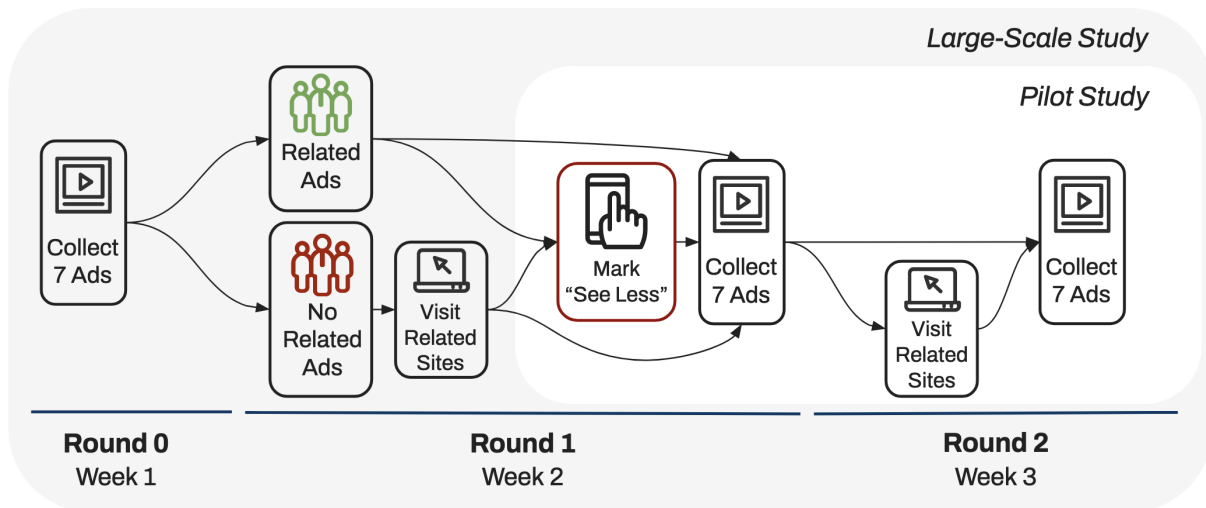 Large-Scale Study
Pilot Study
Collect
7 Ads
Related
Ads
No
Related
Ads
Visit
Related
Sites
Mark
“See Less”
Collect
7 Ads
Visit
Related
Sites
Collect
7 Ads
Round 0
Week 1
Round 1
Week 2
Round 2
Week 3